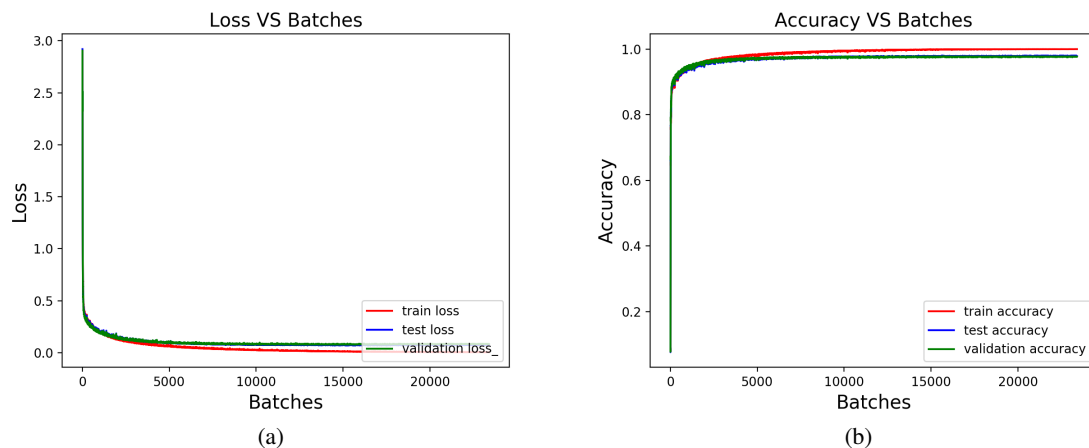 Loss VS Batches
3.0
2.5
2.0
1.5
1.0
0.5
0.0
Loss
0 5000 10000 15000 20000
Batches
train loss
test loss
validation loss_
(a)
Accuracy VS Batches
1.0
0.8
0.6
0.4
0.2
Accuracy
0 5000 10000 15000 20000
Batches
train accuracy
test accuracy
validation accuracy
(b)